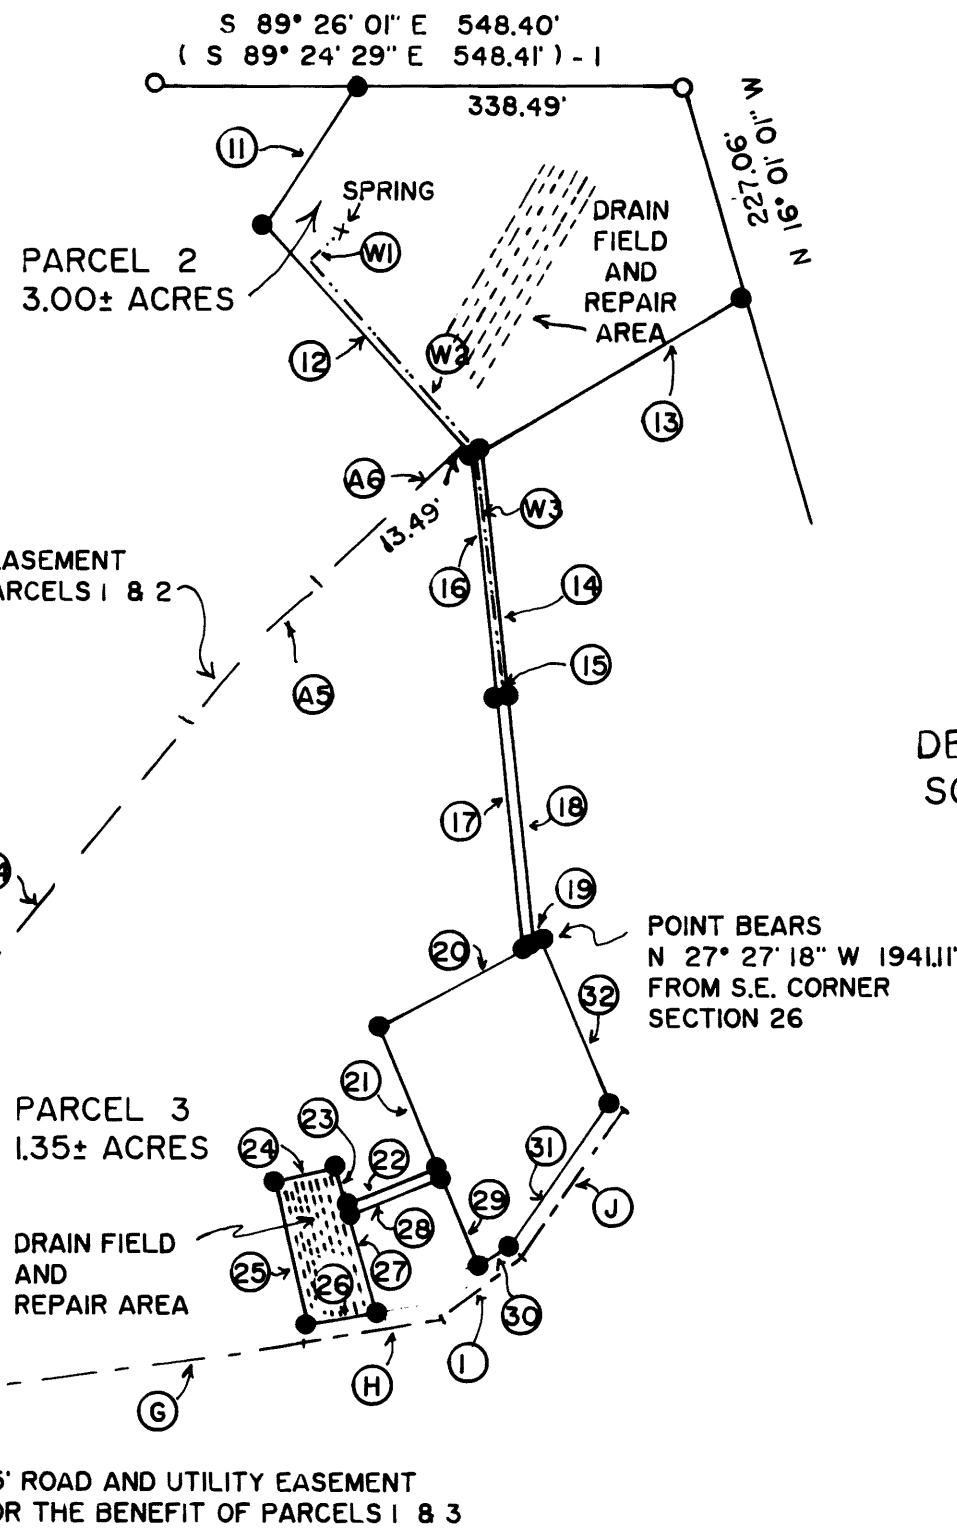 S 89° 26' 01" E 548.40'
( S 89° 24' 29" E 548.41' ) - 1
338.49'
N 16° 01' 01" W
227.06'
11
SPRING
W1
DRAIN
FIELD
AND
REPAIR
AREA
PARCEL 2
3.00± ACRES
12
W2
13
A6
13.49'
W3
16
14
EASEMENT
ARCELS 1 & 2
15
A5
DE
SO
17
18
19
20
POINT BEARS
N 27° 27' 18" W 1941.11'
FROM S.E. CORNER
SECTION 26
32
21
PARCEL 3
1.35± ACRES
23
24
22
31
29
J
28
DRAIN FIELD
AND
REPAIR AREA
25
27
26
30
I
H
G
5' ROAD AND UTILITY EASEMENT
OR THE BENEFIT OF PARCELS 1 & 3